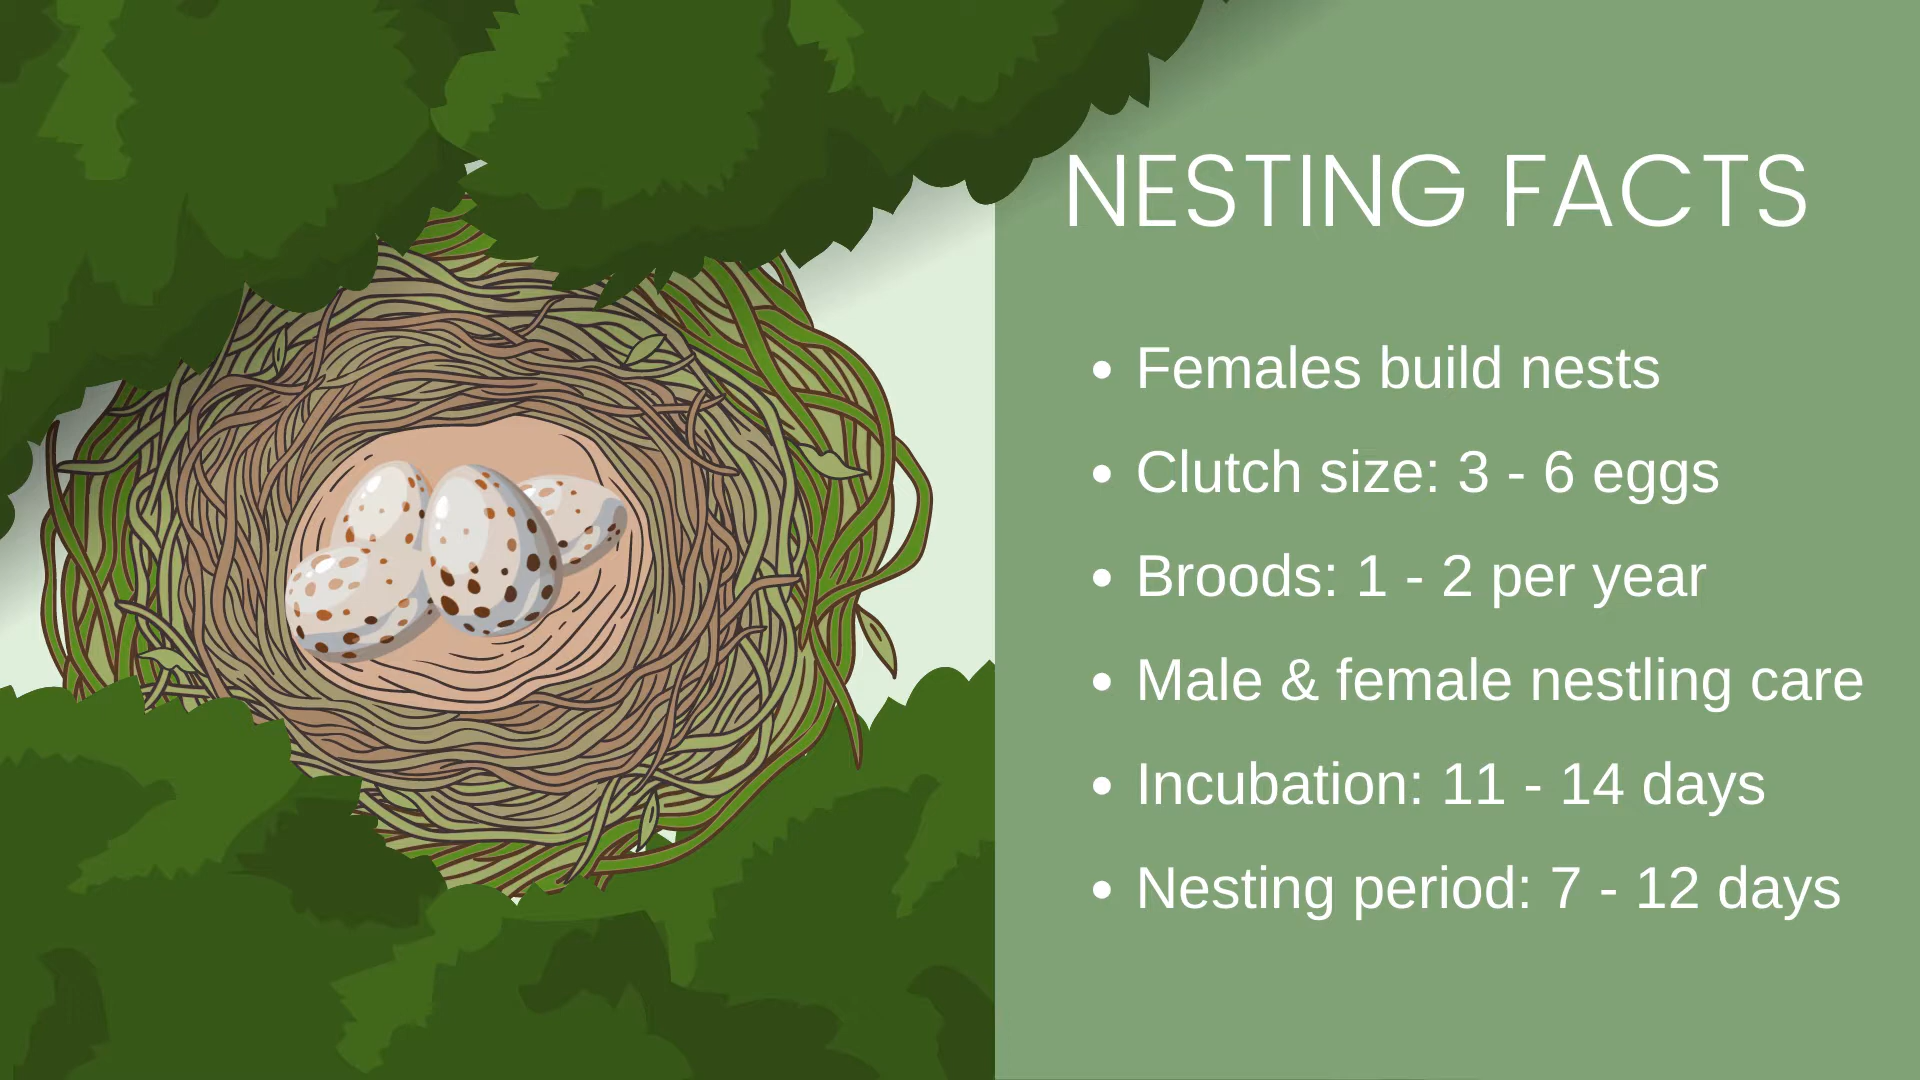 NESTING FACTS
• Females build nests
• Clutch size: 3 - 6 eggs
• Broods: 1 - 2 per year
• Male & female nestling care
• Incubation: 11 - 14 days
• Nesting period: 7 - 12 days